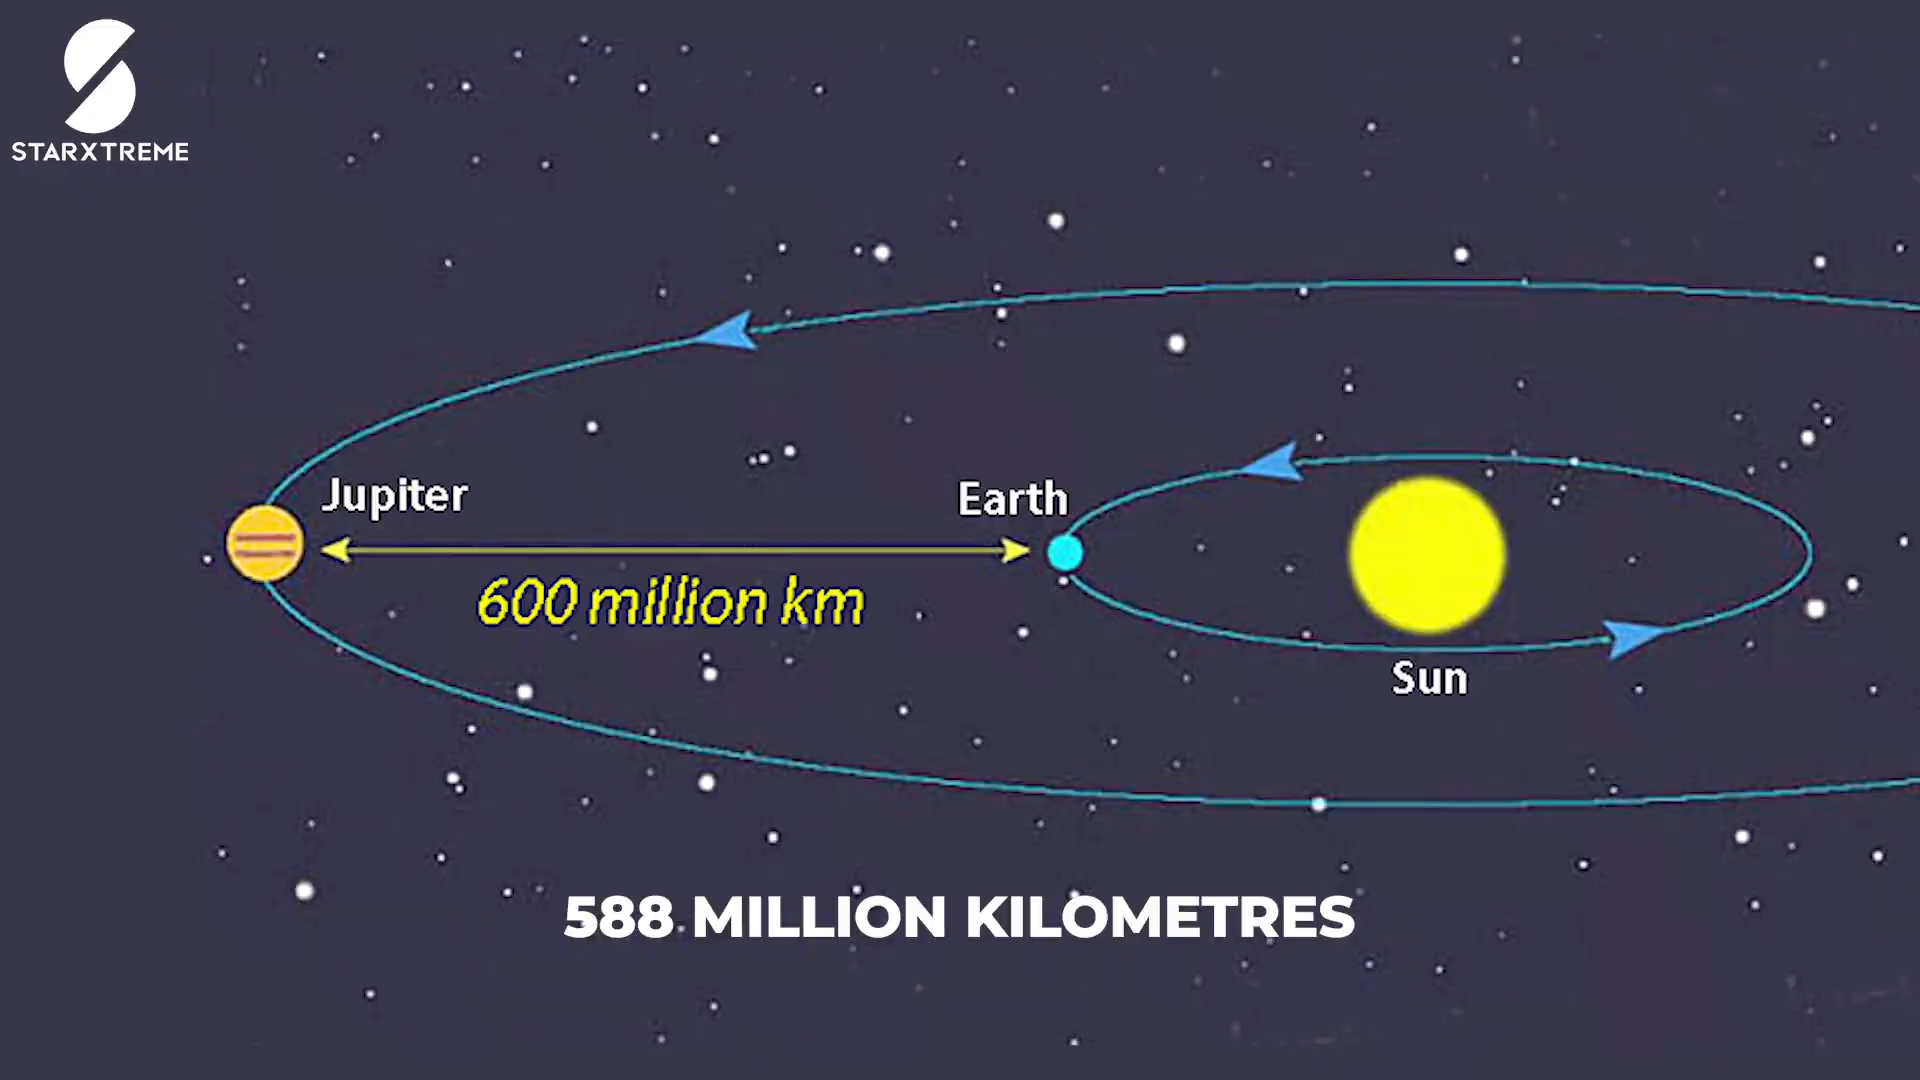 STARXTREME
Jupiter
Earth
600 million km
Sun
588 MILLION KILOMETRES